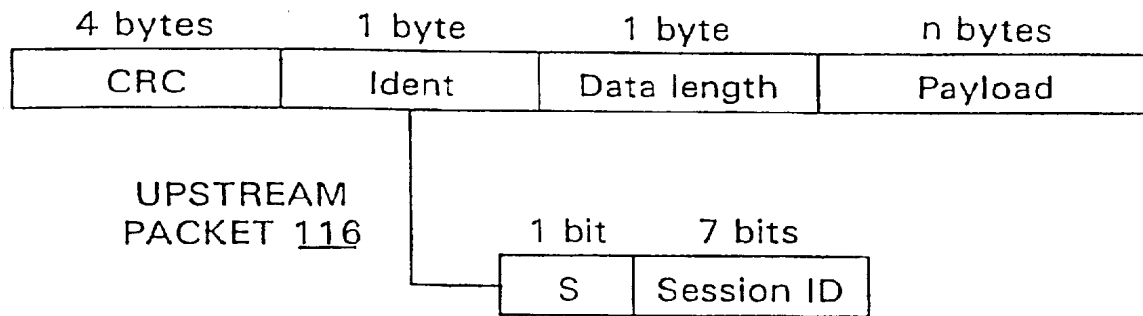 4 bytes 1 byte 1 byte n bytes
CRC Ident Data length Payload
UPSTREAM
PACKET 116
1 bit 7 bits
S Session ID